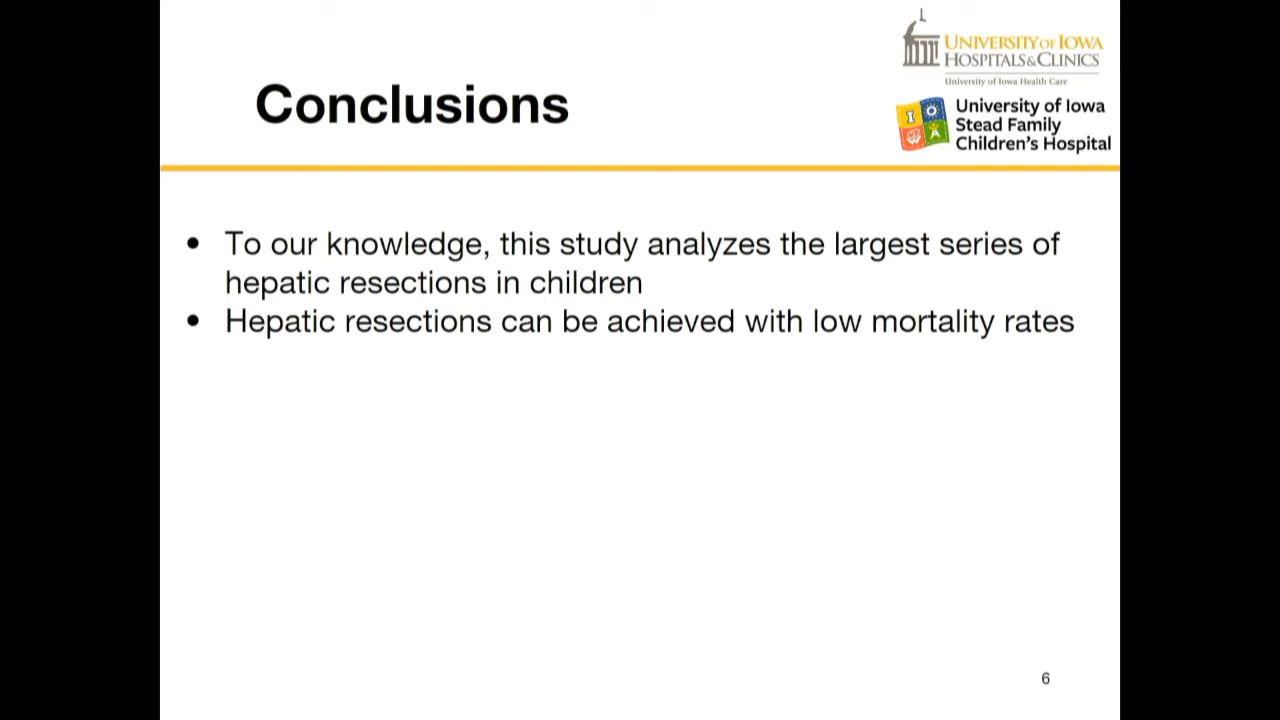 UNIVERSITY OF IOWA
HOSPITALS & CLINICS
University of Iowa Health Care
Conclusions
University of Iowa
Stead Family
Children's Hospital
• To our knowledge, this study analyzes the largest series of
hepatic resections in children
• Hepatic resections can be achieved with low mortality rates
6